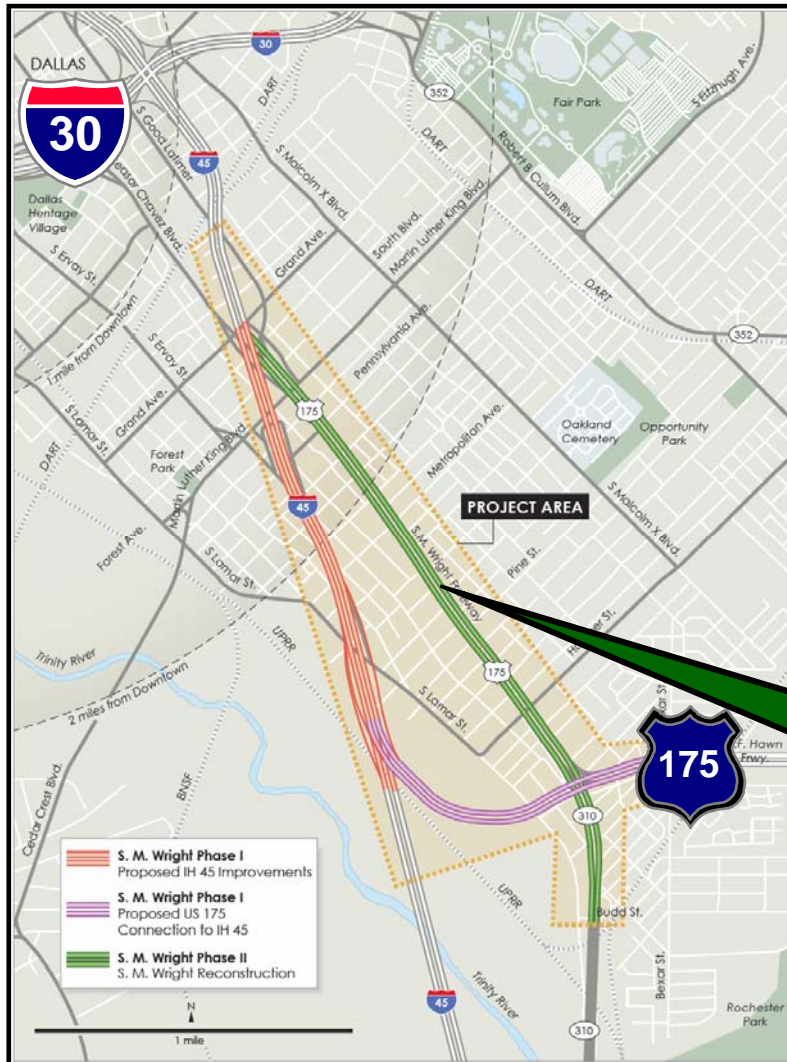 DALLAS
30
30
S Good Latimer
DART
45
352
Fair Park
S Fitzhugh Ave.
Cesar Chavez Blvd.
S Malcolm X Blvd.
DART
Robert B Cullum Blvd.
Dallas
Heritage
Village
S Ervay St.
Grand Ave.
South Blvd.
Martin Luther King Blvd.
DART
352
1 mile from Downtown
S Ervay St.
Pennsylvania Ave.
175
S Lamar St.
Grand Ave.
Metropolitan Ave.
Oakland
Cemetery
Opportunity
Park
DART
Forest
Park
Martin Luther King Blvd.
45
PROJECT AREA
S Malcolm X Blvd.
Forest Ave.
S Lamar St.
S.M. Wright Freeway
Pine St.
UPRR
Trinity River
175
2 miles from Downtown
S Lamar St.
175
.F. Hawn
Frwy.
Cedar Crest Blvd.
BNSF
310
S. M. Wright Phase I
Proposed IH 45 Improvements
S. M. Wright Phase I
Proposed US 175
Connection to IH 45
S. M. Wright Phase II
S. M. Wright Reconstruction
UPRR
Budd St.
Bexar St.
N
1 mile
45
Trinity River
310
Rochester
Park